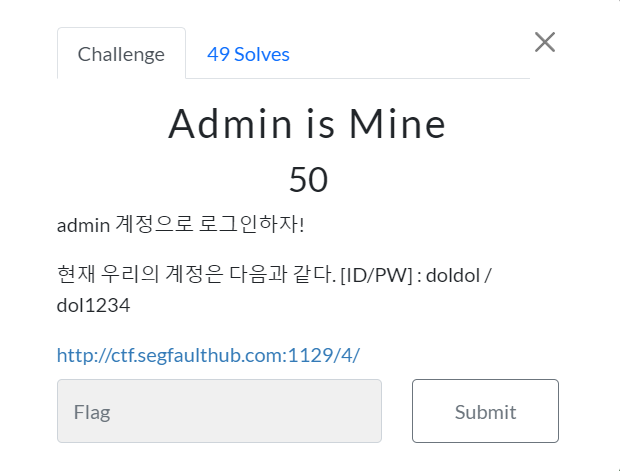 Challenge
49 Solves
Admin is Mine
50
admin 계정으로 로그인하자!
현재 우리의 계정은 다음과 같다. [ID/PW] : doldol /
dol1234
http://ctf.segfaulthub.com:1129/4/
Flag
Submit